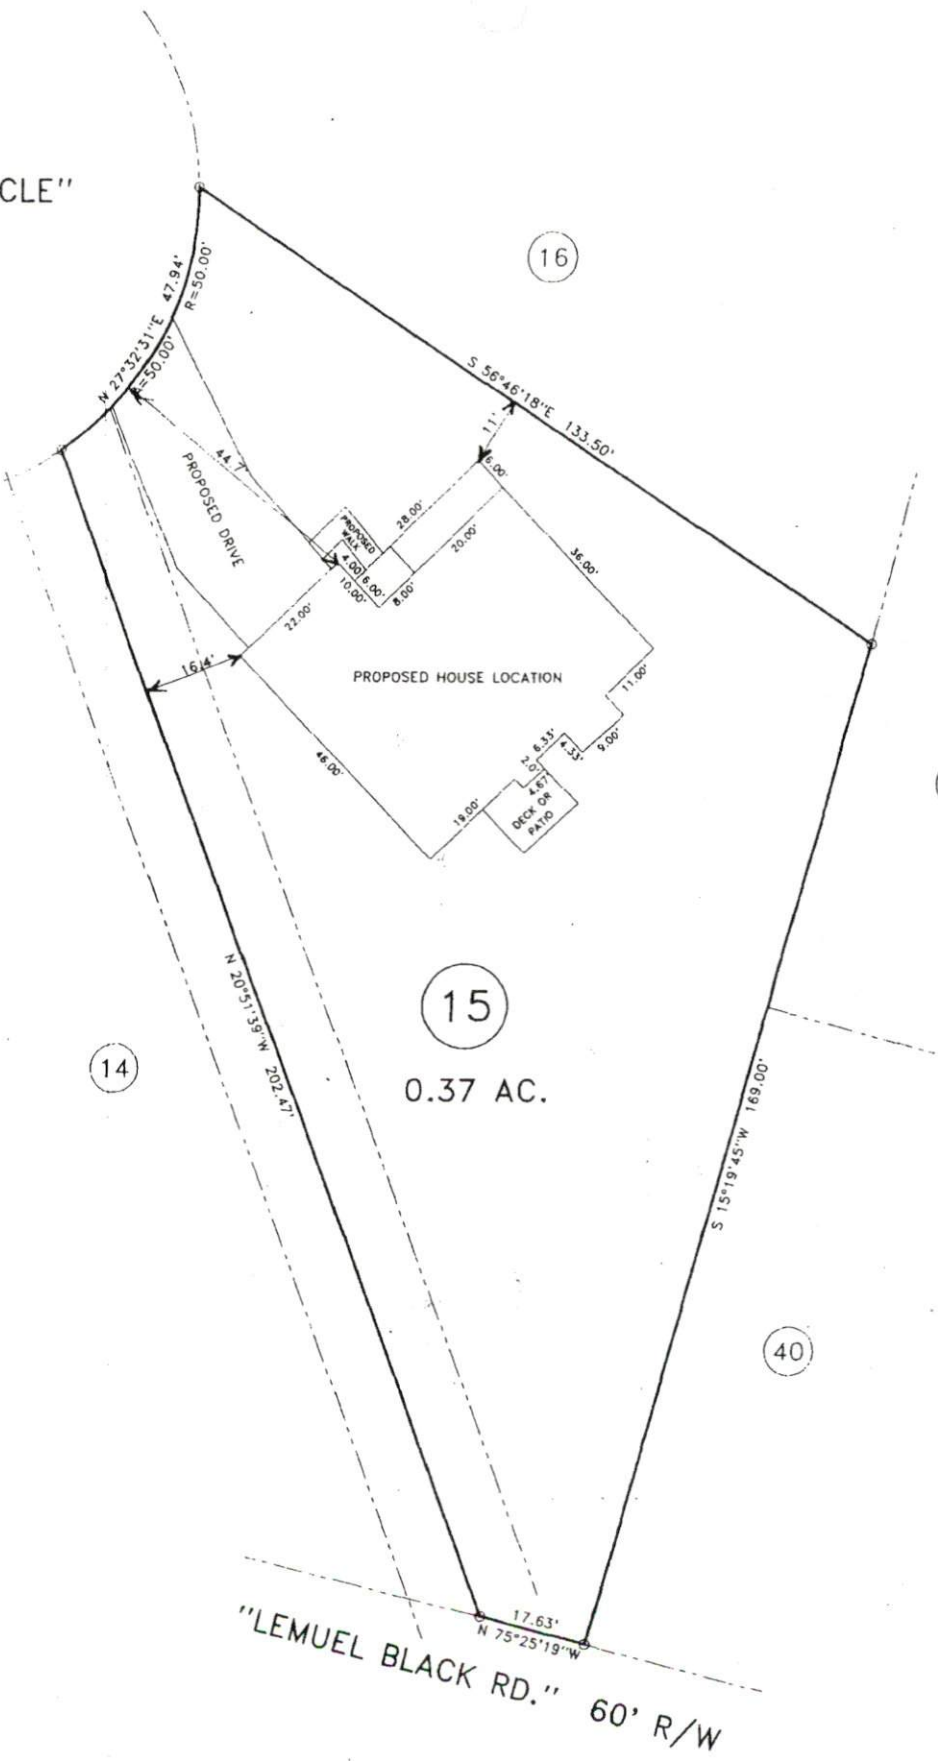 CLE"
16
N 27°32'31"E 47.94'
R=50.00'
=50.00'
S 56°46'18"E 133.50'
11'
6.00'
44.7'
PROPOSED DRIVE
PROPOSED
WALK
28.00'
20.00'
36.00'
4.00'
6.00'
10.00'
8.00'
22.00'
16.4'
PROPOSED HOUSE LOCATION
11.00'
46.00'
6.33'
4.33'
9.00'
2.0'
4.67'
19.00'
DECK OR
PATIO
15
0.37 AC.
N 20°51'39"W 202.47'
14
S 15°19'45"W 169.00'
40
17.63'
N 75°25'19"W
"LEMUEL BLACK RD." 60' R/W